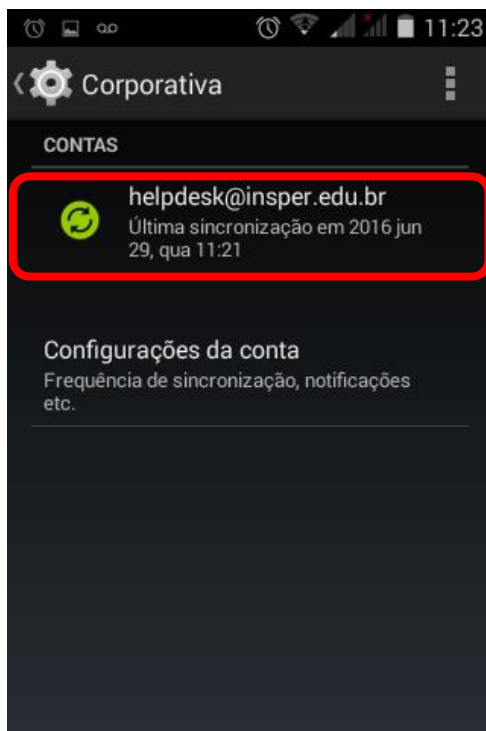 11:23
Corporativa
CONTAS
helpdesk@insper.edu.br
Última sincronização em 2016 jun
29, qua 11:21
Configurações da conta
Frequência de sincronização, notificações
etc.